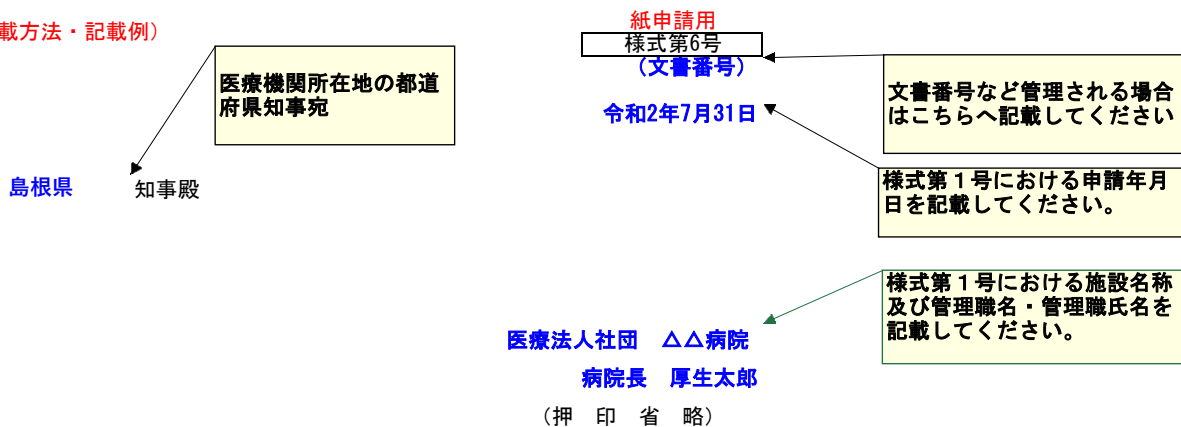 載方法・記載例）
紙申請用
様式第6号
（文書番号）
医療機関所在地の都道
府県知事宛
文書番号など管理される場合
はこちらへ記載してください
令和2年7月31日
様式第１号における申請年月
日を記載してください。
島根県　知事殿
様式第１号における施設名称
及び管理職名・管理職氏名を
記載してください。
医療法人社団　△△病院
病院長　厚生太郎
（押　印　省　略）